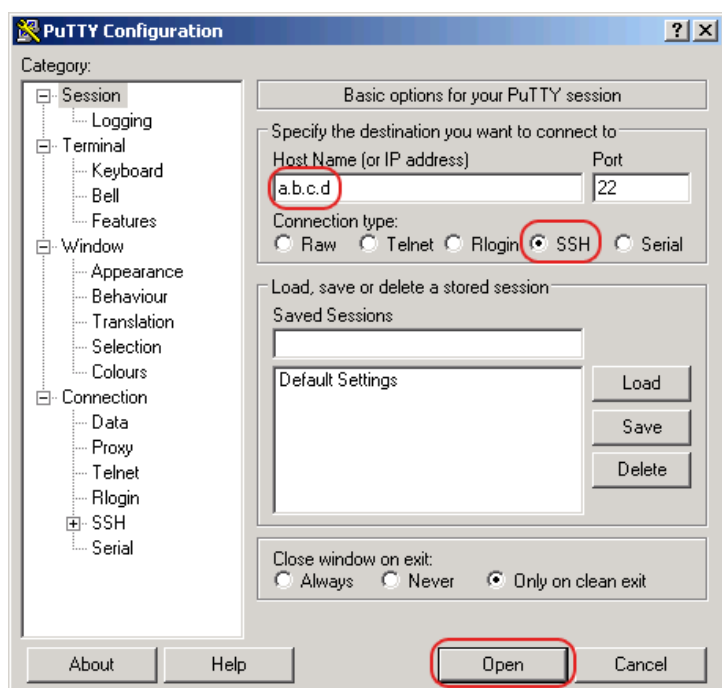 PuTTY Configuration
Category:
Session
Logging
Terminal
Keyboard
Bell
Features
Window
Appearance
Behaviour
Translation
Selection
Colours
Connection
Data
Proxy
Telnet
Rlogin
SSH
Serial
Basic options for your PuTTY session
Specify the destination you want to connect to
Host Name (or IP address) Port
a.b.c.d 22
Connection type:
Raw Telnet Rlogin SSH Serial
Load, save or delete a stored session
Saved Sessions
Default Settings
Load
Save
Delete
Close window on exit:
Always Never Only on clean exit
About Help Open Cancel